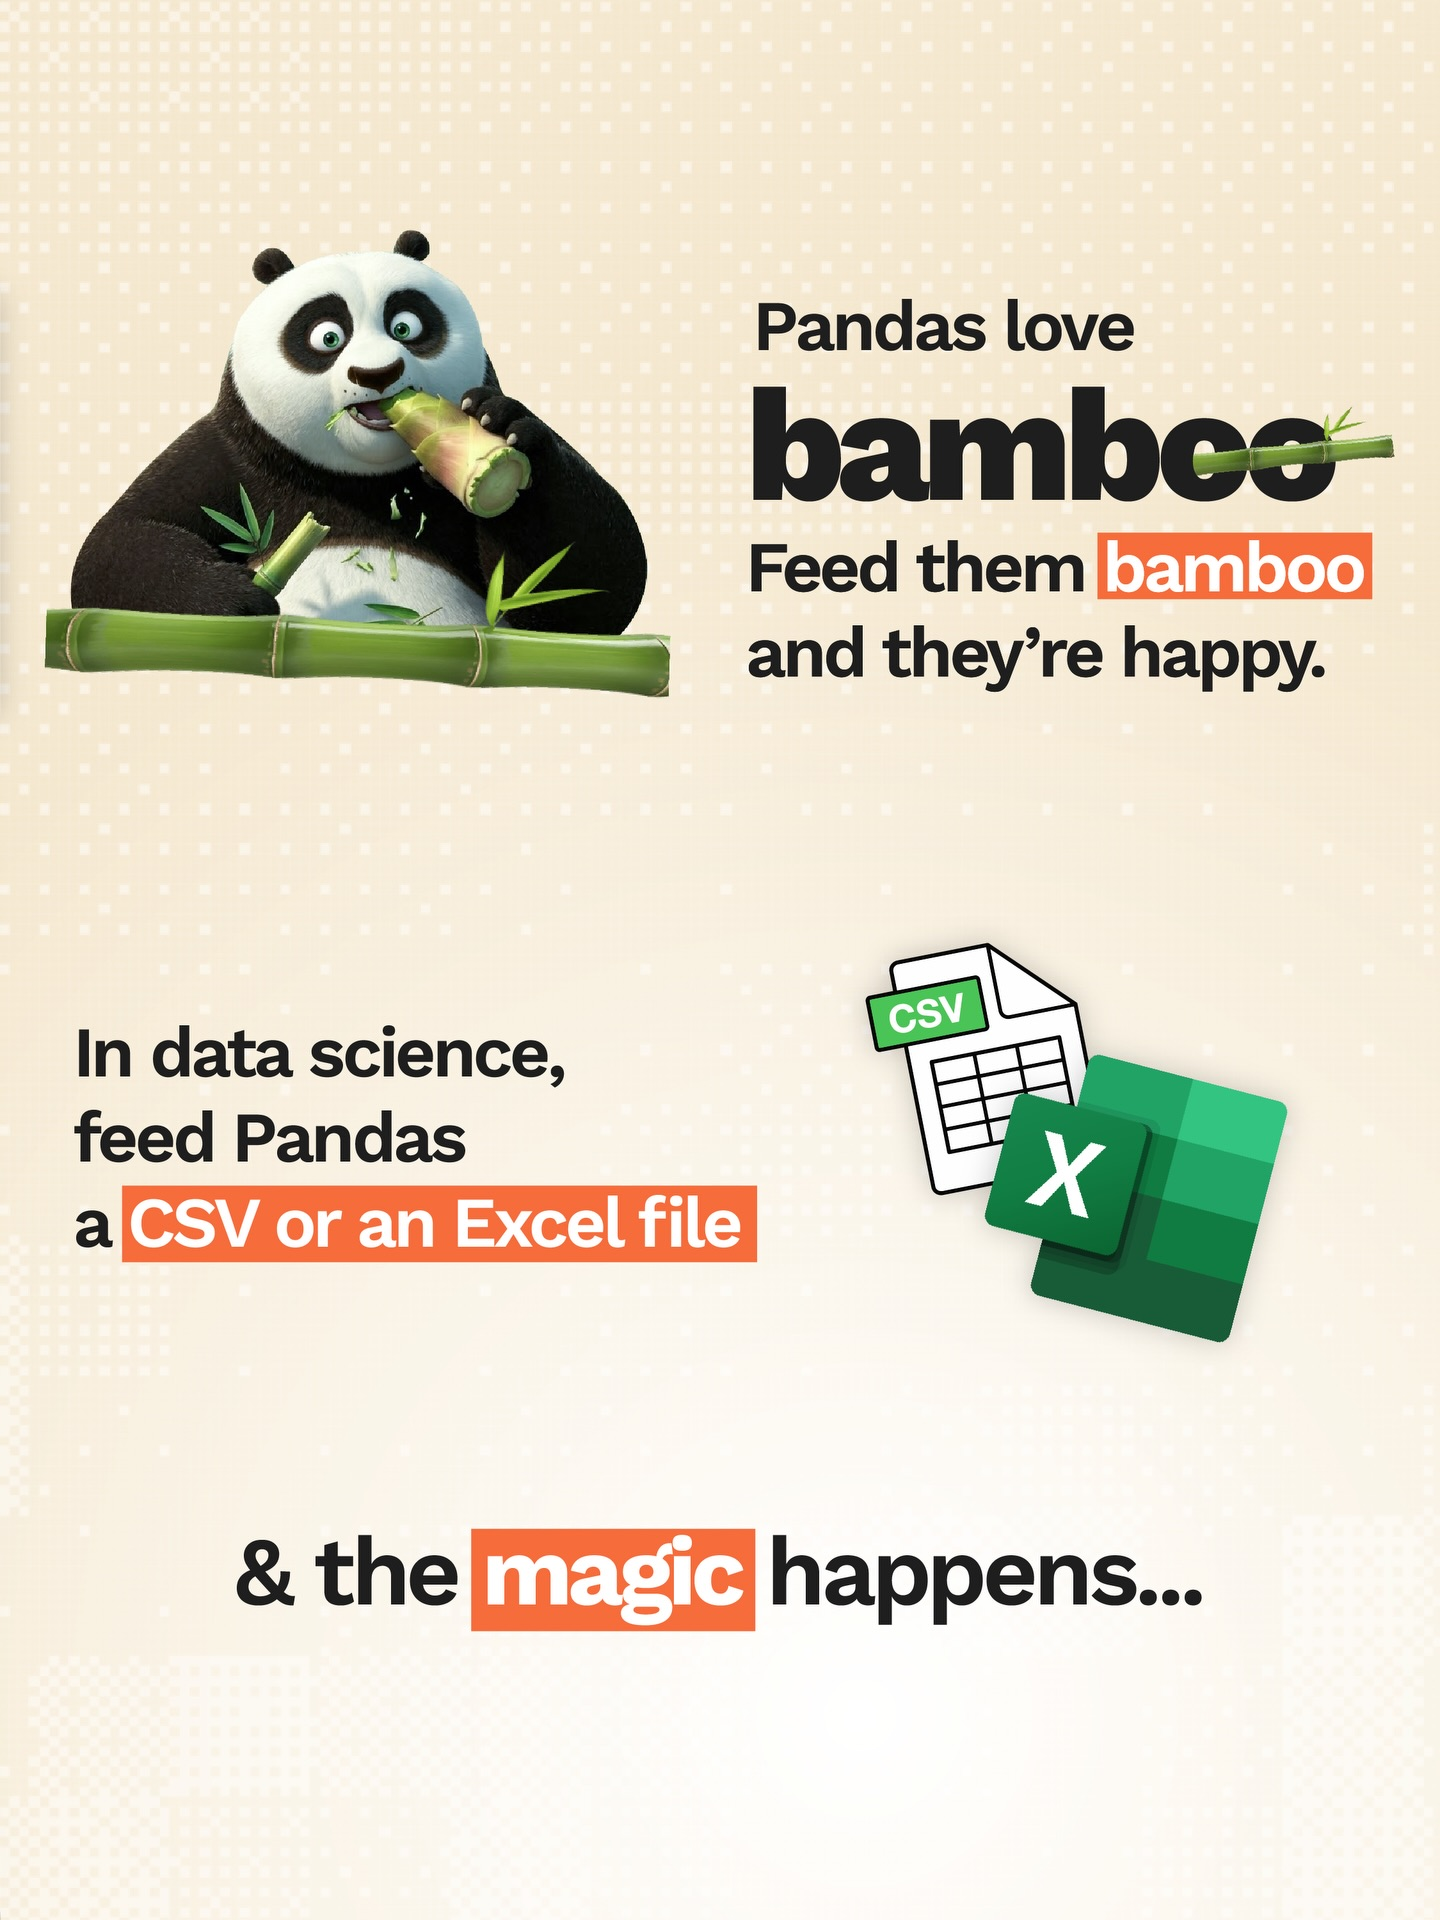 Pandas love
bamboo
Feed them bamboo
and they’re happy.
CSV
In data science,
feed Pandas
a CSV or an Excel file
X
& the magic happens...